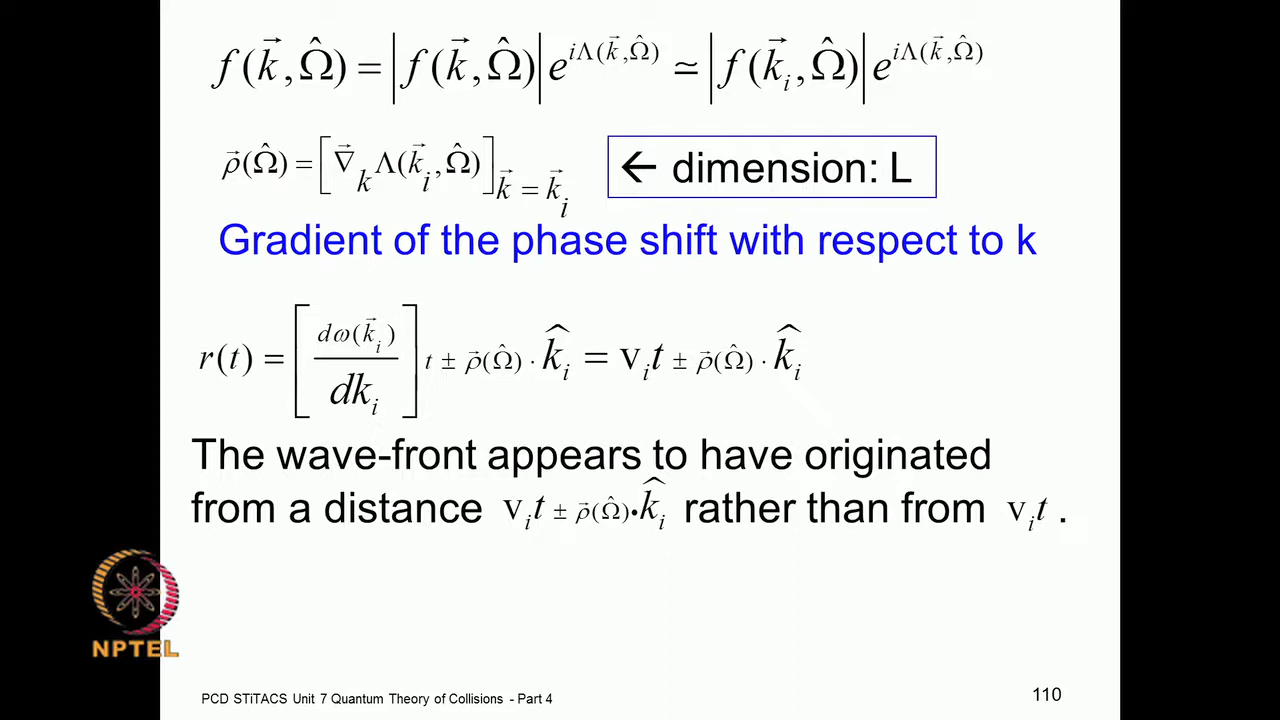 f(k⃗, Ω̂) = |f(k⃗, Ω̂)| e^{iΛ(k⃗,Ω̂)} ≃ |f(k⃗_i, Ω̂)| e^{iΛ(k⃗,Ω̂)}
ρ⃗(Ω̂) = [∇⃗_k Λ(k⃗_i, Ω̂)]_{k⃗ = k⃗_i} ← dimension: L
Gradient of the phase shift with respect to k
r(t) = [dω(k⃗_i)/dk_i] t ± ρ⃗(Ω̂) · k̂_i = v_i t ± ρ⃗(Ω̂) · k̂_i
The wave-front appears to have originated
from a distance v_i t ± ρ⃗(Ω̂)•k̂_i rather than from v_i t .
NPTEL
PCD STiTACS Unit 7 Quantum Theory of Collisions - Part 4
110